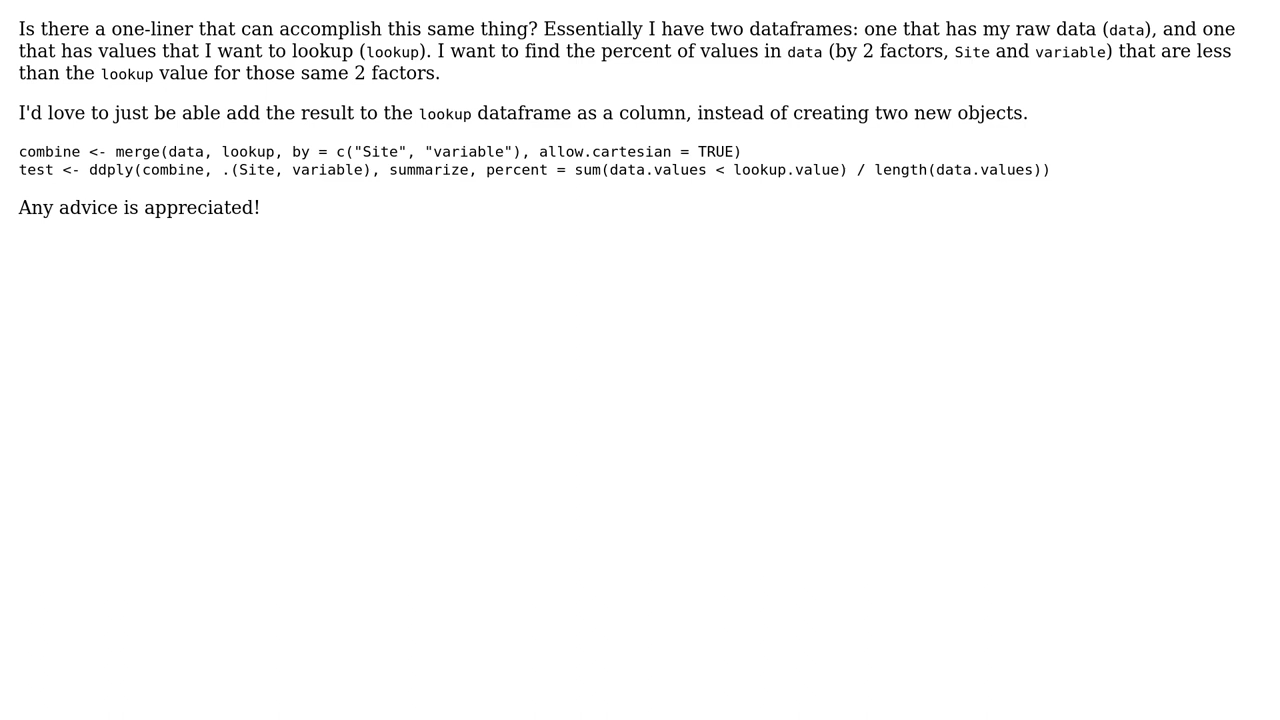 Is there a one-liner that can accomplish this same thing? Essentially I have two dataframes: one that has my raw data (data), and one
that has values that I want to lookup (lookup). I want to find the percent of values in data (by 2 factors, Site and variable) that are less
than the lookup value for those same 2 factors.
I'd love to just be able add the result to the lookup dataframe as a column, instead of creating two new objects.
combine <- merge(data, lookup, by = c("Site", "variable"), allow.cartesian = TRUE)
test <- ddply(combine, .(Site, variable), summarize, percent = sum(data.values < lookup.value) / length(data.values))
Any advice is appreciated!